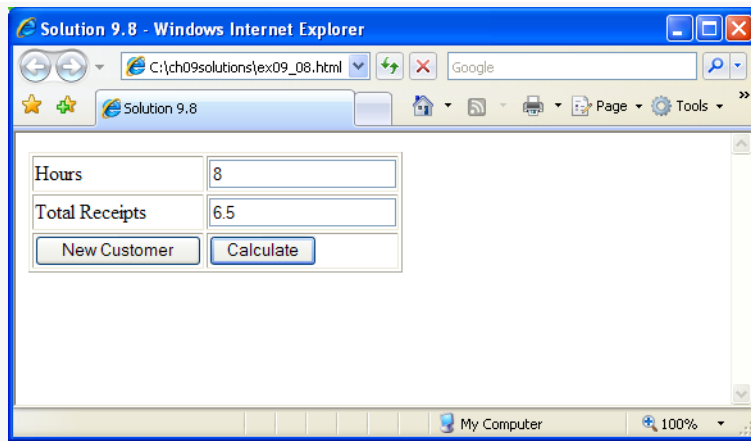 Solution 9.8 - Windows Internet Explorer
C:\ch09solutions\ex09_08.html
Google
Solution 9.8
Page
Tools
»
Hours 8
Total Receipts 6.5
New Customer Calculate
My Computer 100%